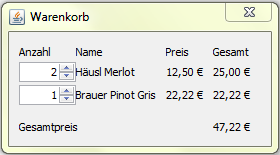 Warenkorb
Anzahl Name Preis Gesamt
2 Häusl Merlot 12,50 € 25,00 €
1 Brauer Pinot Gris 22,22 € 22,22 €
Gesamtpreis 47,22 €